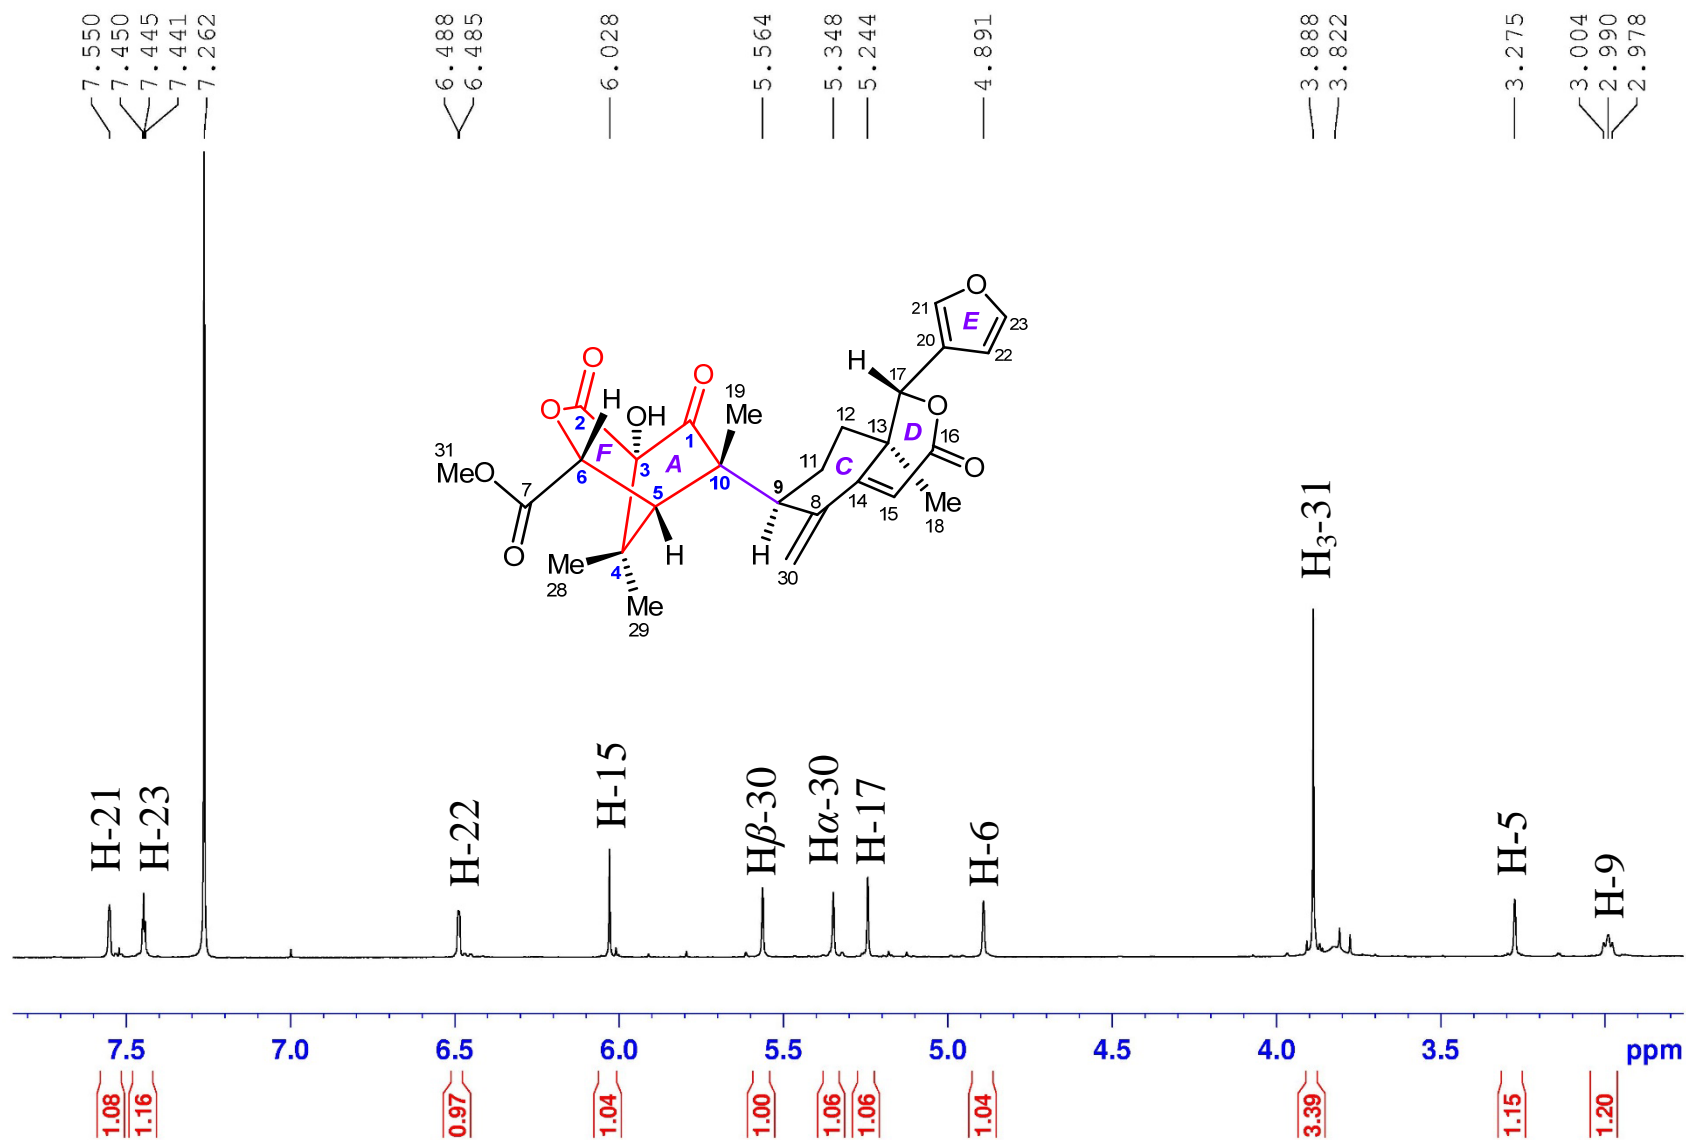 7.550
7.450
7.445
7.441
7.262
6.488
6.485
6.028
5.564
5.348
5.244
4.891
3.888
3.822
3.275
3.004
2.990
2.978
O
21
E
23
20
22
H
17
O
O
O
H
OH
19
Me
12
13
D
16
O
O
2
1
F
3
A
11
C
31
MeO
6
10
7
5
9
8
14
15
Me
18
O
Me
28
4
H
H
30
Me
29
H-21
H-23
H-22
H-15
Hβ-30
Hα-30
H-17
H-6
H₃-31
H-5
H-9
7.5
7.0
6.5
6.0
5.5
5.0
4.5
4.0
3.5
ppm
1.08
1.16
0.97
1.04
1.00
1.06
1.06
1.04
3.39
1.15
1.20